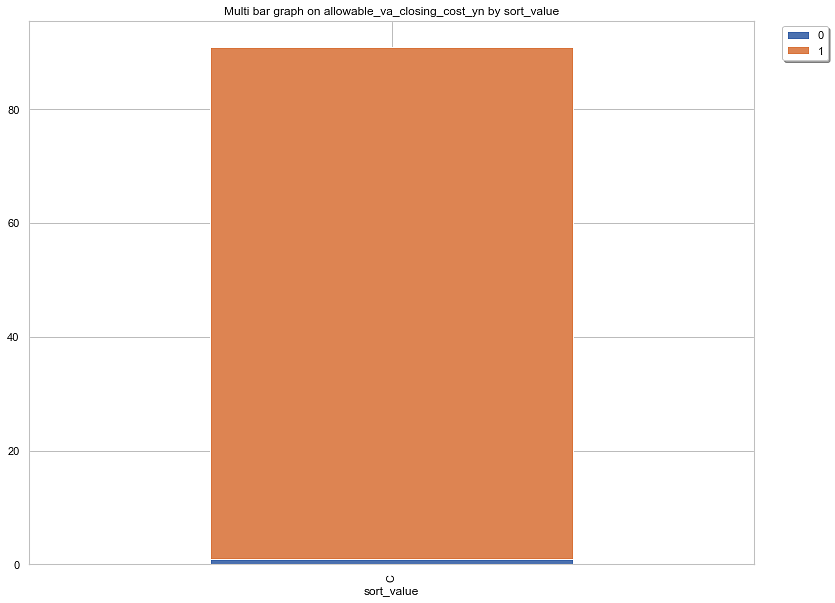 Multi bar graph on allowable_va_closing_cost_yn by sort_value
0
1
80
60
40
20
0
C
sort_value